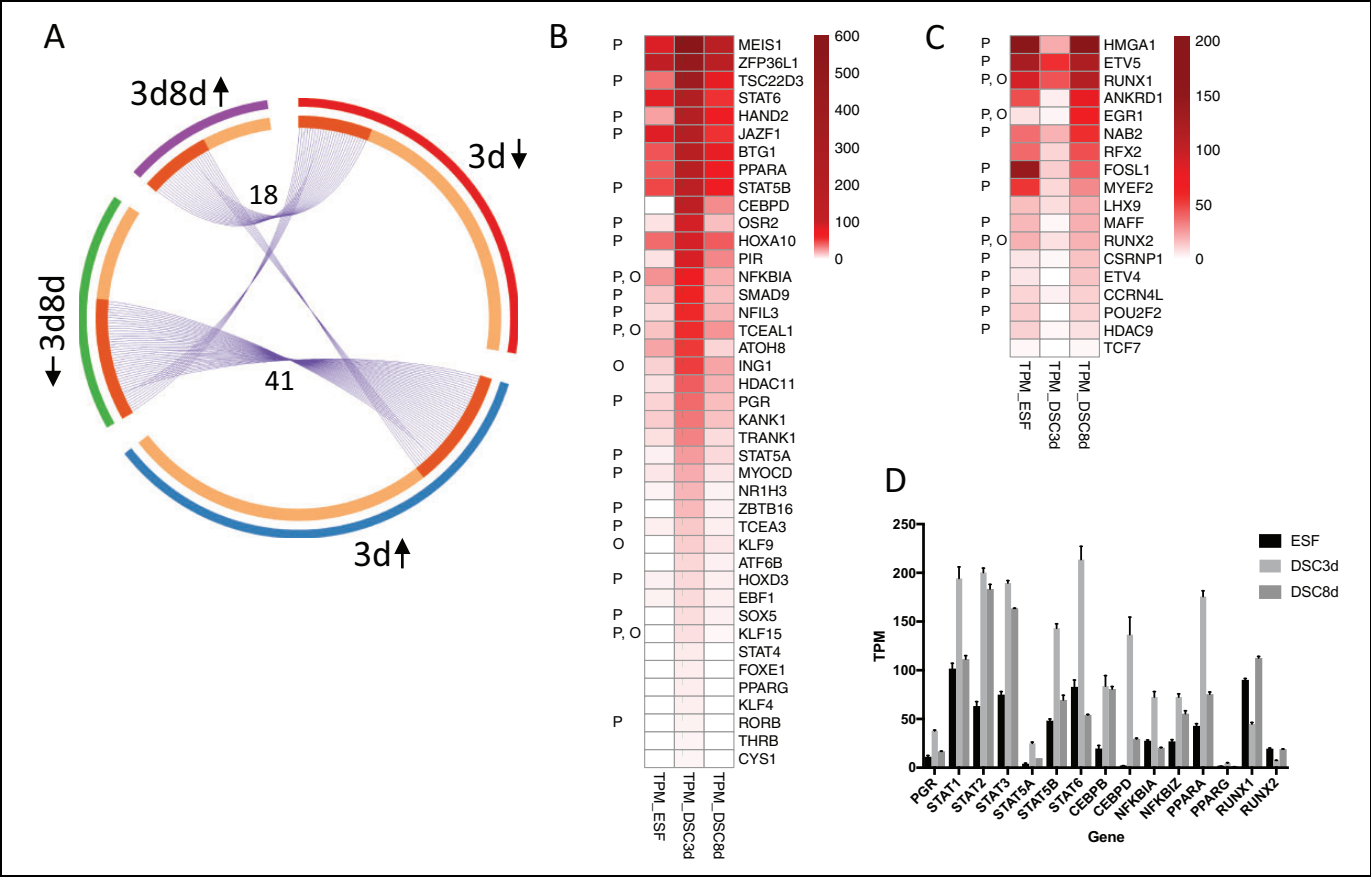 A
3d8d↑
3d↓
18
←3d8d
41
3d↑
B
P MEIS1
ZFP36L1
P TSC22D3
STAT6
P HAND2
P JAZF1
BTG1
PPARA
P STAT5B
CEBPD
P OSR2
P HOXA10
PIR
P, O NFKBIA
P SMAD9
P NFIL3
P, O TCEAL1
ATOH8
O ING1
HDAC11
P PGR
KANK1
TRANK1
P STAT5A
P MYOCD
NR1H3
P ZBTB16
P TCEA3
O KLF9
ATF6B
P HOXD3
EBF1
P SOX5
P, O KLF15
STAT4
FOXE1
PPARG
KLF4
P RORB
THRB
CYS1
TPM_ESF
TPM_DSC3d
TPM_DSC8d
600
500
400
300
200
100
0
C
P HMGA1
P ETV5
P, O RUNX1
ANKRD1
P, O EGR1
P NAB2
RFX2
P FOSL1
P MYEF2
LHX9
P MAFF
P, O RUNX2
P CSRNP1
P ETV4
P CCRN4L
P POU2F2
P HDAC9
TCF7
TPM_ESF
TPM_DSC3d
TPM_DSC8d
200
150
100
50
0
D
TPM
250
200
150
100
50
0
PGR
STAT1
STAT2
STAT3
STAT5A
STAT5B
STAT6
CEBPB
CEBPD
NFKBIA
NFKBIZ
PPARA
PPARG
RUNX1
RUNX2
Gene
ESF
DSC3d
DSC8d